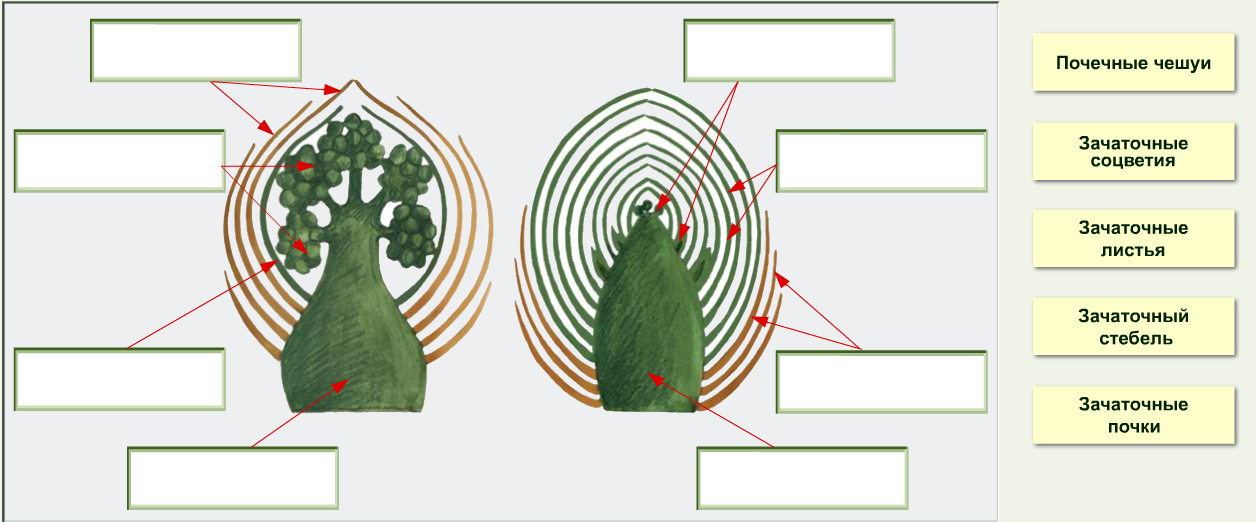 Почечные чешуи
Зачаточные
соцветия
Зачаточные
листья
Зачаточный
стебель
Зачаточные
почки